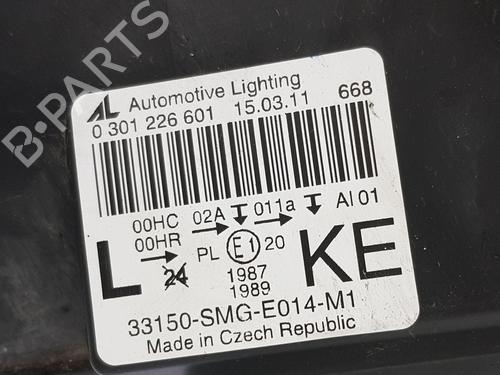 B-PARTS
AL Automotive Lighting
0 301 226 601 15.03.11 668
00HC 02A 011a AI 01
00HR
L 24 PL E1 20 KE
1987
1989
33150-SMG-E014-M1
Made in Czech Republic